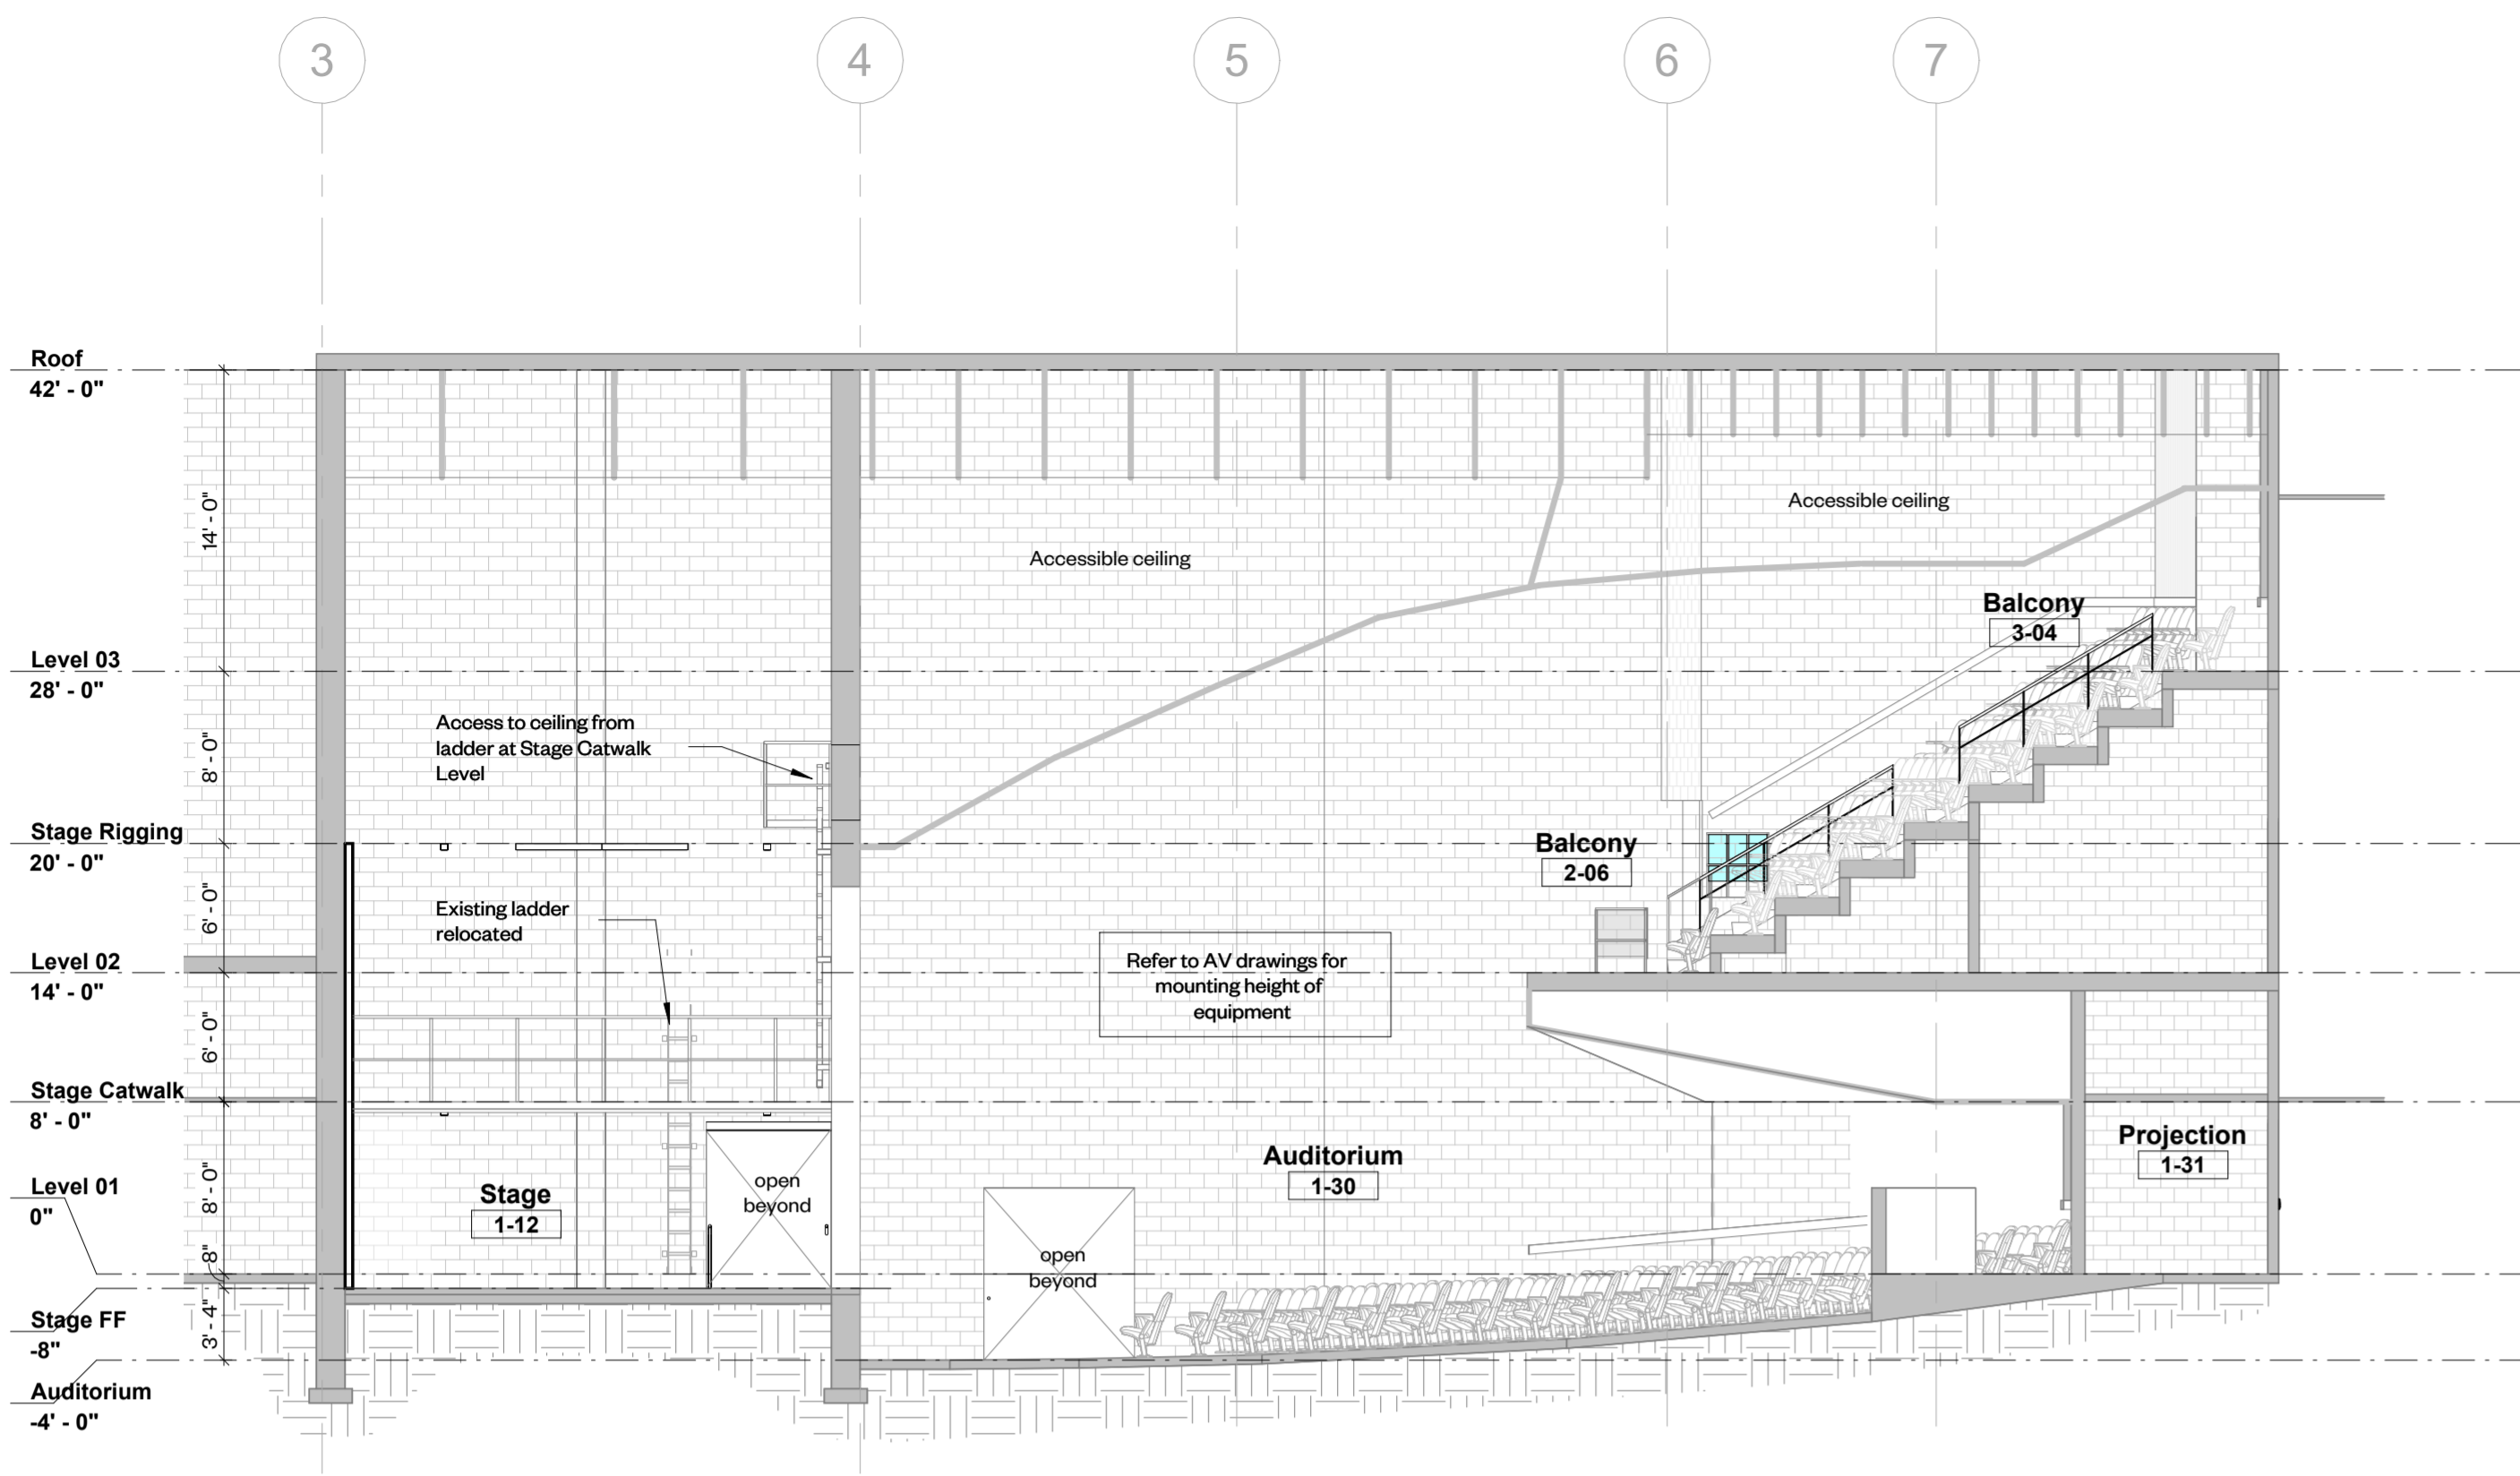 3
4
5
6
7
Roof
42' - 0"
14' - 0"
Accessible ceiling
Accessible ceiling
Balcony
3-04
Level 03
28' - 0"
Access to ceiling from
ladder at Stage Catwalk
Level
8' - 0"
Stage Rigging
20' - 0"
Balcony
2-06
6' - 0"
Existing ladder
relocated
Level 02
14' - 0"
Refer to AV drawings for
mounting height of
equipment
6' - 0"
Stage Catwalk
8' - 0"
Auditorium
1-30
Projection
1-31
Level 01
0"
8' - 0"
Stage
1-12
open
beyond
open
beyond
8"
Stage FF
-8"
3' - 4"
Auditorium
-4' - 0"